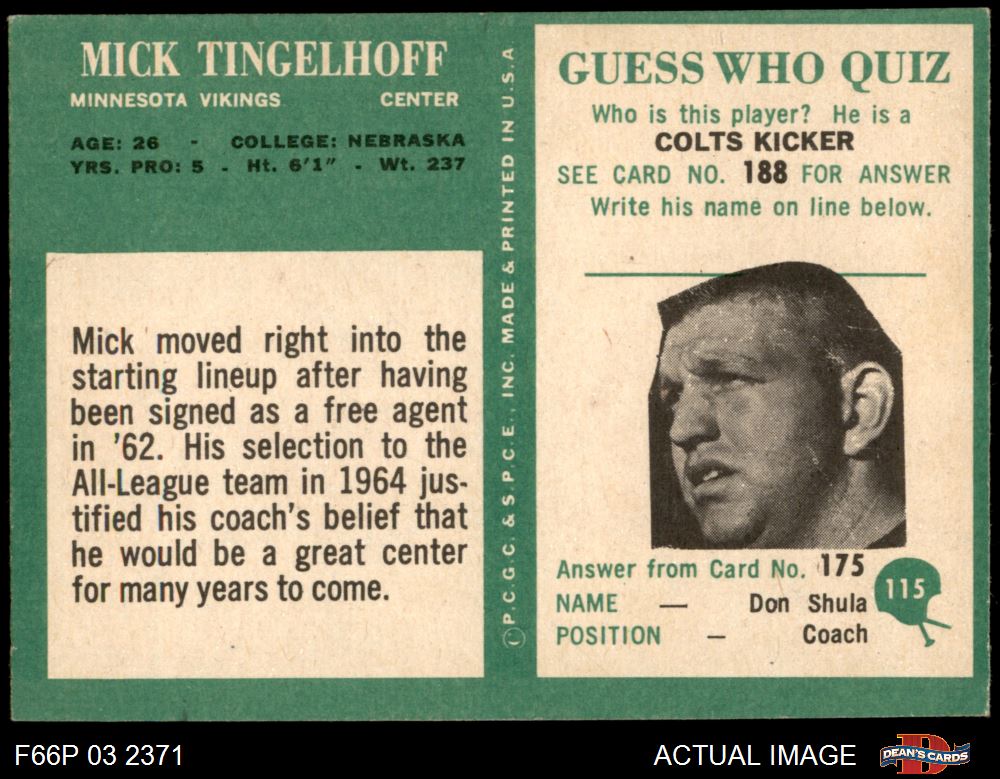 MICK TINGELHOFF
MINNESOTA VIKINGS CENTER
AGE: 26 - COLLEGE: NEBRASKA
YRS. PRO: 5 - Ht. 6'1" - Wt. 237
Mick moved right into the
starting lineup after having
been signed as a free agent
in '62. His selection to the
All-League team in 1964 jus-
tified his coach's belief that
he would be a great center
for many years to come.
© P.C.G.C. & S.P.C.E., INC. MADE & PRINTED IN U.S.A
GUESS WHO QUIZ
Who is this player? He is a
COLTS KICKER
SEE CARD NO. 188 FOR ANSWER
Write his name on line below.
Answer from Card No. 175
NAME — Don Shula
POSITION — Coach
115
F66P 03 2371
ACTUAL IMAGE
DEAN'S CARDS